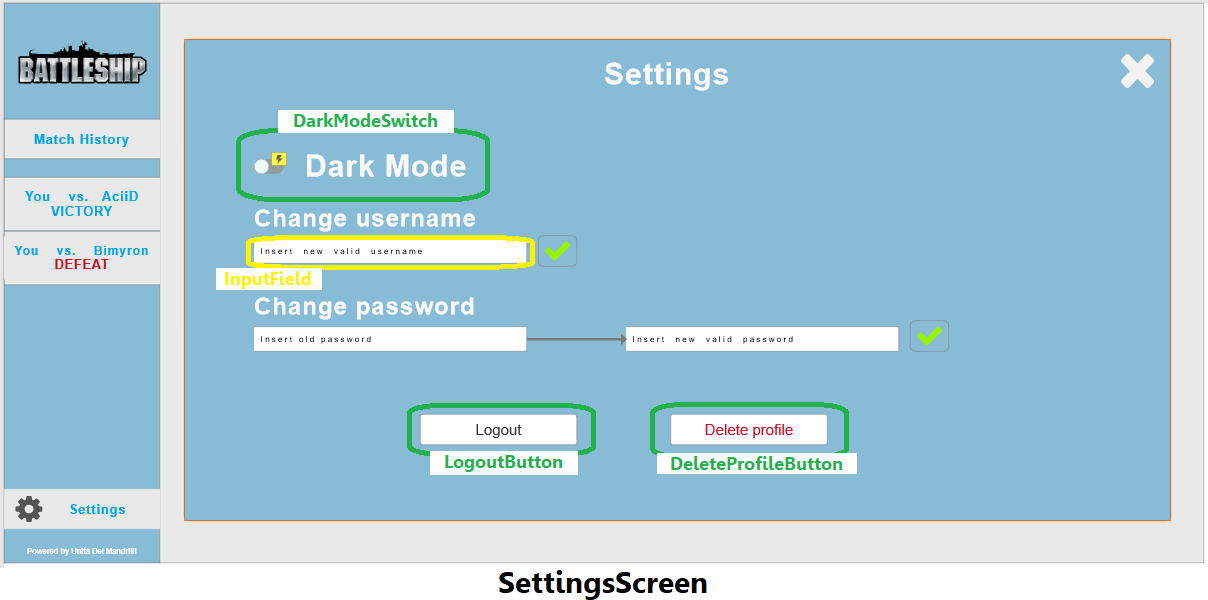 BATTLESHIP
Match History
You vs. AciiD
VICTORY
You vs. Bimyron
DEFEAT
Settings
Powered by Unità Dei Mandrilli
Settings
DarkModeSwitch
Dark Mode
Change username
Insert new valid username
InputField
Change password
Insert old password
Insert new valid password
Logout
Delete profile
LogoutButton
DeleteProfileButton
SettingsScreen